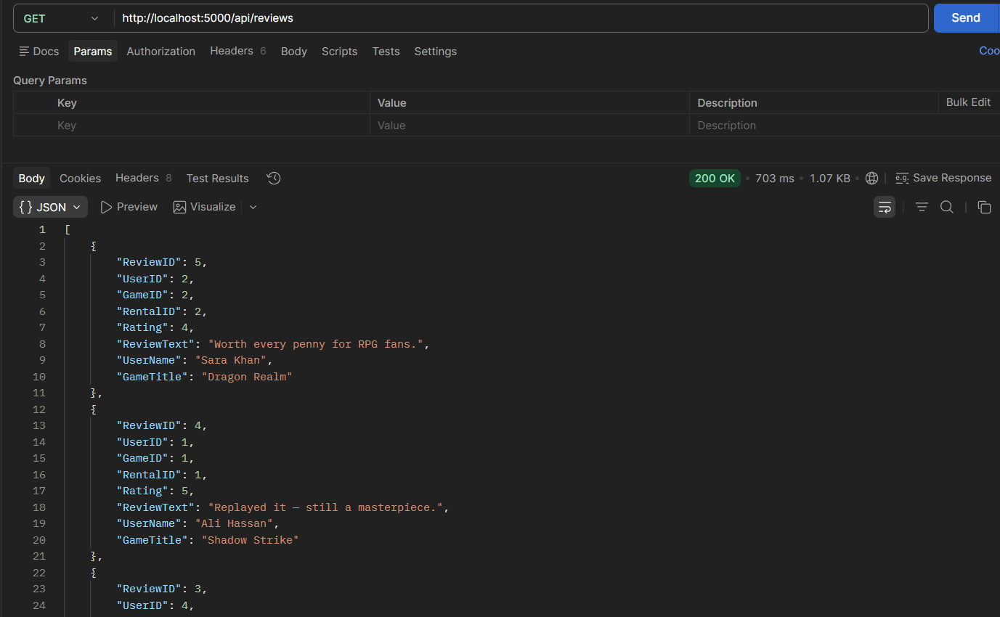 GET http://localhost:5000/api/reviews Send
Docs Params Authorization Headers 6 Body Scripts Tests Settings Coo
Query Params
Key Value Description Bulk Edit
Key Value Description
Body Cookies Headers 8 Test Results 200 OK • 703 ms • 1.07 KB • e.g. Save Response
{} JSON Preview Visualize
1 [
2 {
3 "ReviewID": 5,
4 "UserID": 2,
5 "GameID": 2,
6 "RentalID": 2,
7 "Rating": 4,
8 "ReviewText": "Worth every penny for RPG fans.",
9 "UserName": "Sara Khan",
10 "GameTitle": "Dragon Realm"
11 },
12 {
13 "ReviewID": 4,
14 "UserID": 1,
15 "GameID": 1,
16 "RentalID": 1,
17 "Rating": 5,
18 "ReviewText": "Replayed it — still a masterpiece.",
19 "UserName": "Ali Hassan",
20 "GameTitle": "Shadow Strike"
21 },
22 {
23 "ReviewID": 3,
24 "UserID": 4,